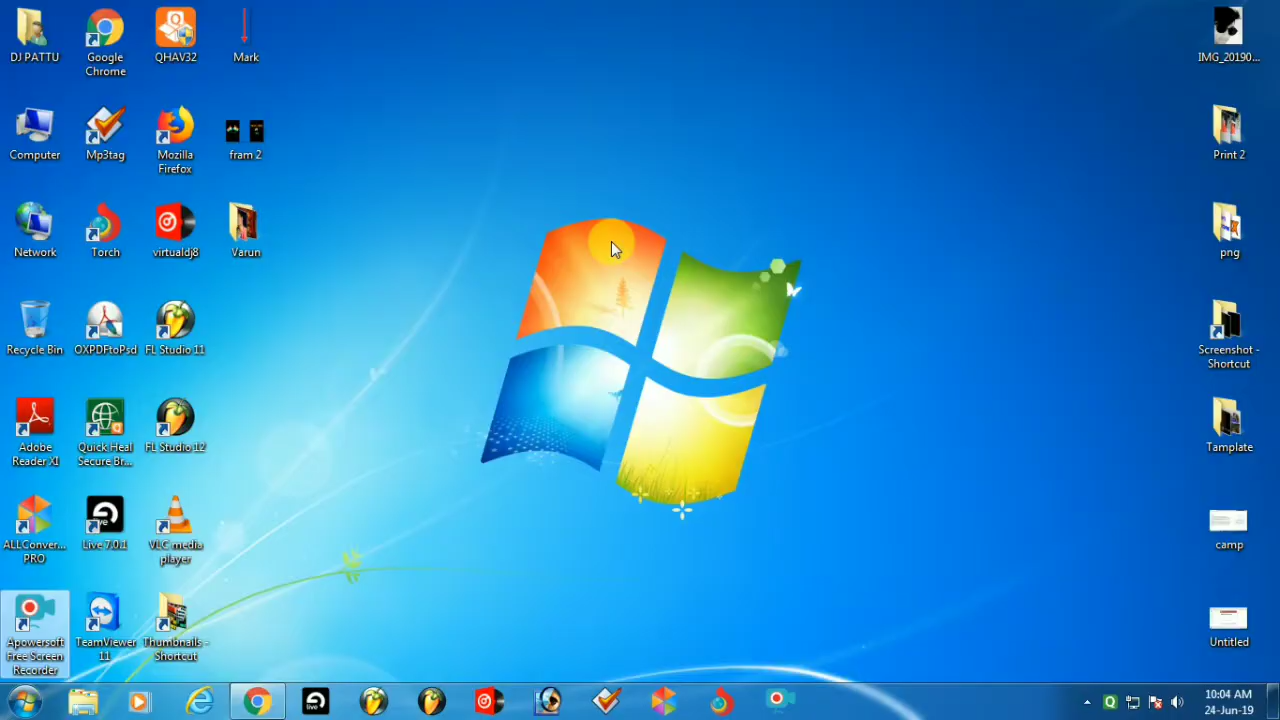 DJ PATTU
Google
Chrome
QHAV32
Mark
IMG_20190...
Computer
Mp3tag
Mozilla
Firefox
fram 2
Print 2
Network
Torch
virtualdj8
Varun
png
Recycle Bin
OXPDFtoPsd
FL Studio 11
Screenshot -
Shortcut
Adobe
Reader XI
Quick Heal
Secure Br...
FL Studio 12
Tamplate
ALLConver...
PRO
live
Live 7.0.1
VLC media
player
camp
Apowersoft
Free Screen
Recorder
TeamViewer
11
Thumbnails -
Shortcut
Untitled
live
10:04 AM
24-Jun-19